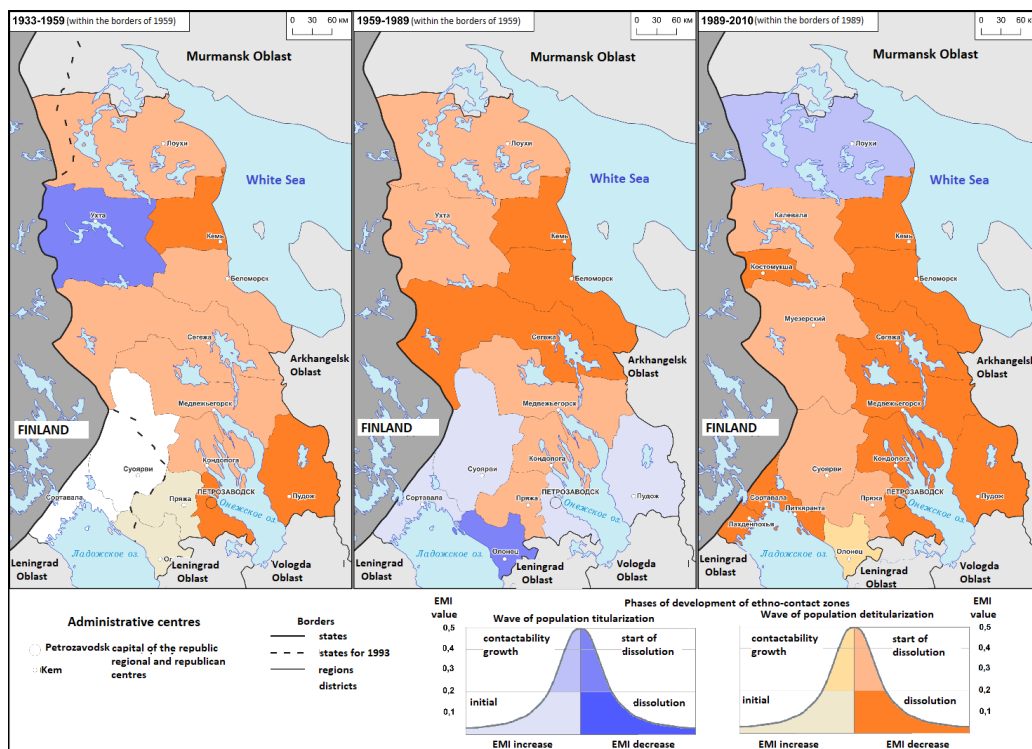 1933-1959 (within the borders of 1959)
0 30 60 км
Murmansk Oblast
Лоухи
White Sea
Ухта
Кемь
Беломорск
Сегежа
Arkhangelsk
Oblast
Медвежьегорск
FINLAND
Суоярви
Кондопога
Сортавала
Пряжа
ПЕТРОЗАВОДСК
Пудож
Онежское оз.
Ладожское оз.
Leningrad
Oblast
Leningrad
Oblast
Vologda
Oblast
1959-1989 (within the borders of 1959)
0 30 60 км
Murmansk Oblast
Лоухи
White Sea
Ухта
Кемь
Беломорск
Сегежа
Arkhangelsk
Oblast
Медвежьегорск
FINLAND
Суоярви
Кондопога
Сортавала
Пряжа
ПЕТРОЗАВОДСК
Пудож
Онежское оз.
Ладожское оз.
Олонец
Leningrad
Oblast
Leningrad
Oblast
Vologda
Oblast
1989-2010 (within the borders of 1989)
0 30 60 км
Murmansk Oblast
Лоухи
White Sea
Калевала
Кемь
Костомукша
Беломорск
Муезерский
Сегежа
Arkhangelsk
Oblast
Медвежьегорск
FINLAND
Суоярви
Кондопога
Сортавала
Питкяранта
Пряжа
ПЕТРОЗАВОДСК
Пудож
Лахденпохья
Онежское оз.
Ладожское оз.
Олонец
Leningrad
Oblast
Leningrad
Oblast
Vologda
Oblast
Administrative centres
Petrozavodsk capital of the republic
Kem regional and republican
centres
Borders
states
states for 1993
regions
districts
Phases of development of ethno-contact zones
EMI
value
Wave of population titularization
0,5
0,4
0,3
0,2
0,1
contactability
growth
start of
dissolution
initial
dissolution
EMI increase
EMI decrease
Wave of population detitularization
EMI
value
contactability
growth
start of
dissolution
initial
dissolution
0,5
0,4
0,3
0,2
0,1
EMI increase
EMI decrease